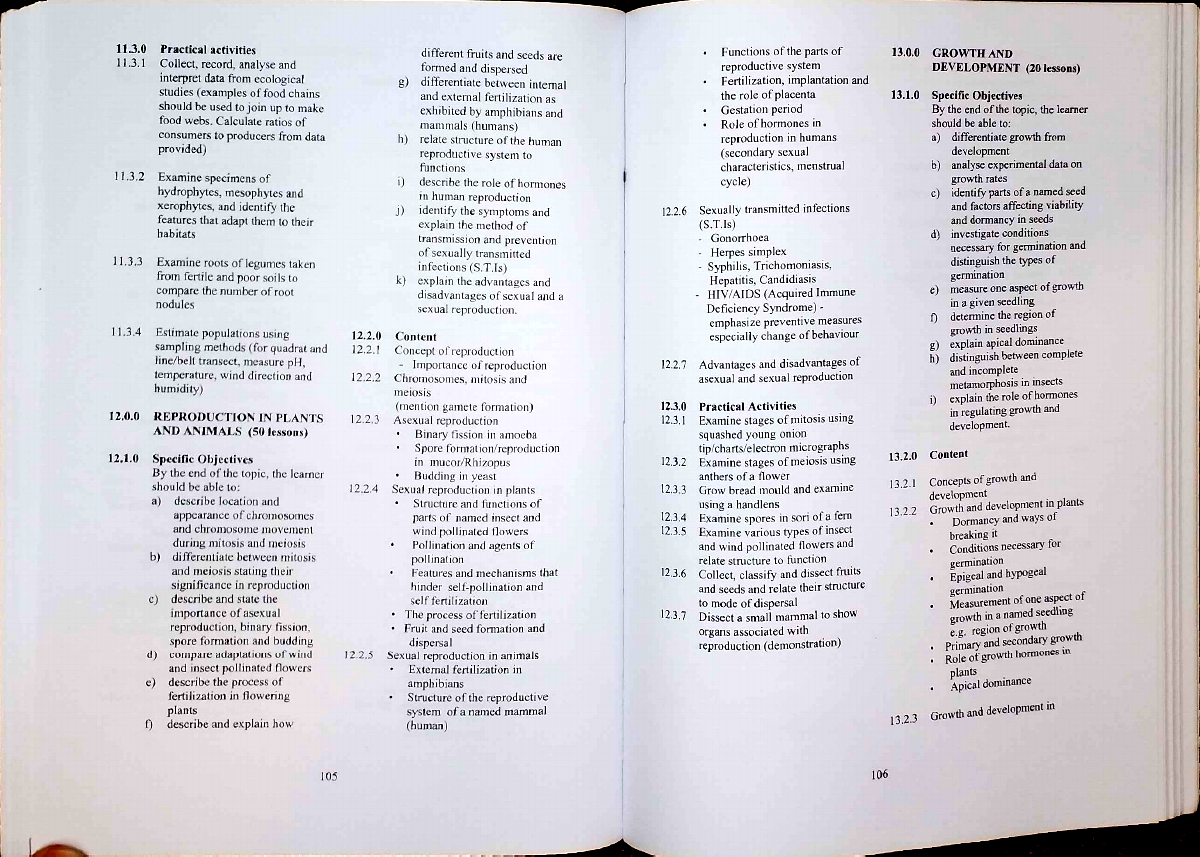 11.3.0 Practical activities
11.3.1 Collect, record, analyse and
interpret data from ecological
studies (examples of food chains
should be used to join up to make
food webs. Calculate ratios of
consumers to producers from data
provided)
11.3.2 Examine specimens of
hydrophytes, mesophytes and
xerophytes, and identify the
features that adapt them to their
habitats
11.3.3 Examine roots of legumes taken
from fertile and poor soils to
compare the number of root
nodules
11.3.4 Estimate populations using
sampling methods (for quadrat and
line/belt transect, measure pH,
temperature, wind direction and
humidity)
12.0.0 REPRODUCTION IN PLANTS
AND ANIMALS (50 lessons)
12.1.0 Specific Objectives
By the end of the topic, the learner
should be able to:
a) describe location and
appearance of chromosomes
and chromosome movement
during mitosis and meiosis
b) differentiate between mitosis
and meiosis stating their
significance in reproduction
c) describe and state the
importance of asexual
reproduction, binary fission,
spore formation and budding
d) compare adaptations of wind
and insect pollinated flowers
e) describe the process of
fertilization in flowering
plants
f) describe and explain how
different fruits and seeds are
formed and dispersed
g) differentiate between internal
and external fertilization as
exhibited by amphibians and
mammals (humans)
h) relate structure of the human
reproductive system to
functions
i) describe the role of hormones
in human reproduction
j) identify the symptoms and
explain the method of
transmission and prevention
of sexually transmitted
infections (S.T.Is)
k) explain the advantages and
disadvantages of sexual and a
sexual reproduction.
12.2.0 Content
12.2.1 Concept of reproduction
- Importance of reproduction
12.2.2 Chromosomes, mitosis and
meiosis
(mention gamete formation)
12.2.3 Asexual reproduction
• Binary fission in amoeba
• Spore formation/reproduction
in mucor/Rhizopus
• Budding in yeast
12.2.4 Sexual reproduction in plants
• Structure and functions of
parts of named insect and
wind pollinated flowers
• Pollination and agents of
pollination
• Features and mechanisms that
hinder self-pollination and
self fertilization
• The process of fertilization
• Fruit and seed formation and
dispersal
12.2.5 Sexual reproduction in animals
• External fertilization in
amphibians
• Structure of the reproductive
system of a named mammal
(human)
105
• Functions of the parts of
reproductive system
• Fertilization, implantation and
the role of placenta
• Gestation period
• Role of hormones in
reproduction in humans
(secondary sexual
characteristics, menstrual
cycle)
12.2.6 Sexually transmitted infections
(S.T.Is)
- Gonorrhoea
- Herpes simplex
- Syphilis, Trichomoniasis,
Hepatitis, Candidiasis
- HIV/AIDS (Acquired Immune
Deficiency Syndrome) -
emphasize preventive measures
especially change of behaviour
12.2.7 Advantages and disadvantages of
asexual and sexual reproduction
12.3.0 Practical Activities
12.3.1 Examine stages of mitosis using
squashed young onion
tip/charts/electron micrographs
12.3.2 Examine stages of meiosis using
anthers of a flower
12.3.3 Grow bread mould and examine
using a handlens
12.3.4 Examine spores in sori of a fern
12.3.5 Examine various types of insect
and wind pollinated flowers and
relate structure to function
12.3.6 Collect, classify and dissect fruits
and seeds and relate their structure
to mode of dispersal
12.3.7 Dissect a small mammal to show
organs associated with
reproduction (demonstration)
13.0.0 GROWTH AND
DEVELOPMENT (20 lessons)
13.1.0 Specific Objectives
By the end of the topic, the learner
should be able to:
a) differentiate growth from
development
b) analyse experimental data on
growth rates
c) identify parts of a named seed
and factors affecting viability
and dormancy in seeds
d) investigate conditions
necessary for germination and
distinguish the types of
germination
e) measure one aspect of growth
in a given seedling
f) determine the region of
growth in seedlings
g) explain apical dominance
h) distinguish between complete
and incomplete
metamorphosis in insects
i) explain the role of hormones
in regulating growth and
development.
13.2.0 Content
13.2.1 Concepts of growth and
development
13.2.2 Growth and development in plants
• Dormancy and ways of
breaking it
• Conditions necessary for
germination
• Epigeal and hypogeal
germination
• Measurement of one aspect of
growth in a named seedling
e.g. region of growth
• Primary and secondary growth
• Role of growth hormones in
plants
• Apical dominance
13.2.3 Growth and development in
106